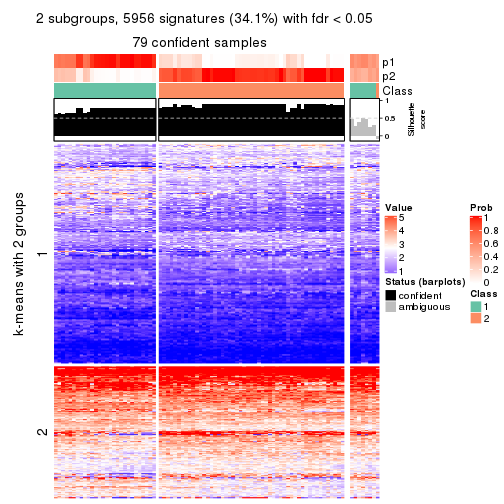 2 subgroups, 5956 signatures (34.1%) with fdr < 0.05
79 confident samples
p1
p2
Class
1
0.5
0
Silhouette
score
k-means with 2 groups
1
2
Value
5
4
3
2
1
Status (barplots)
confident
ambiguous
Prob
1
0.8
0.6
0.4
0.2
0
Class
1
2